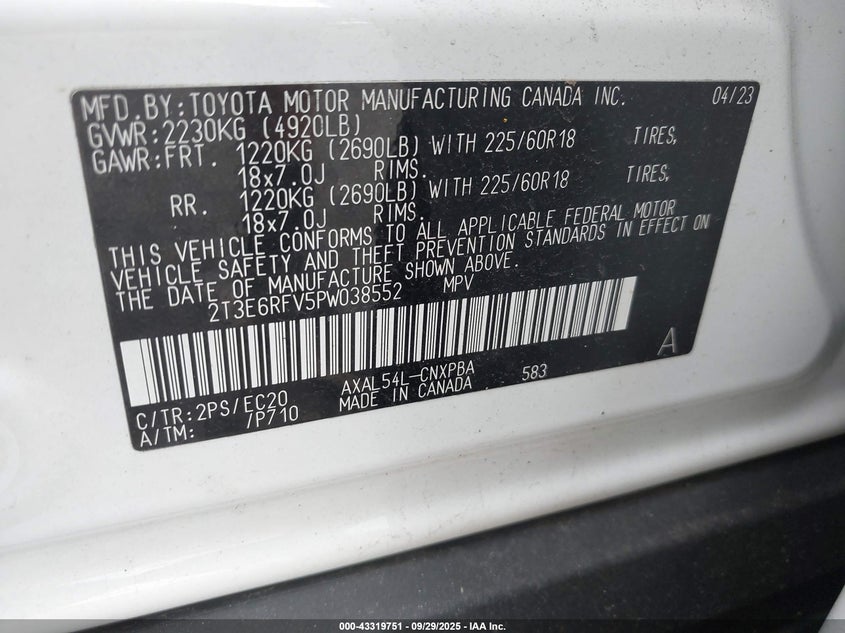 MFD.BY:TOYOTA MOTOR MANUFACTURING CANADA INC. 04/23
GVWR:2230KG (4920LB)
GAWR:FRT. 1220KG (2690LB) WITH 225/60R18 TIRES,
18x7.0J RIMS.
RR. 1220KG (2690LB) WITH 225/60R18 TIRES,
18x7.0J RIMS.
THIS VEHICLE CONFORMS TO ALL APPLICABLE FEDERAL MOTOR
VEHICLE SAFETY AND THEFT PREVENTION STANDARDS IN EFFECT ON
THE DATE OF MANUFACTURE SHOWN ABOVE.
2T3E6RFV5PW038552 MPV
A
C/TR:2PS/EC20 AXAL54L-CNXPBA 583
A/TM: /P710 MADE IN CANADA
000-43319751 - 09/29/2025 - IAA Inc.